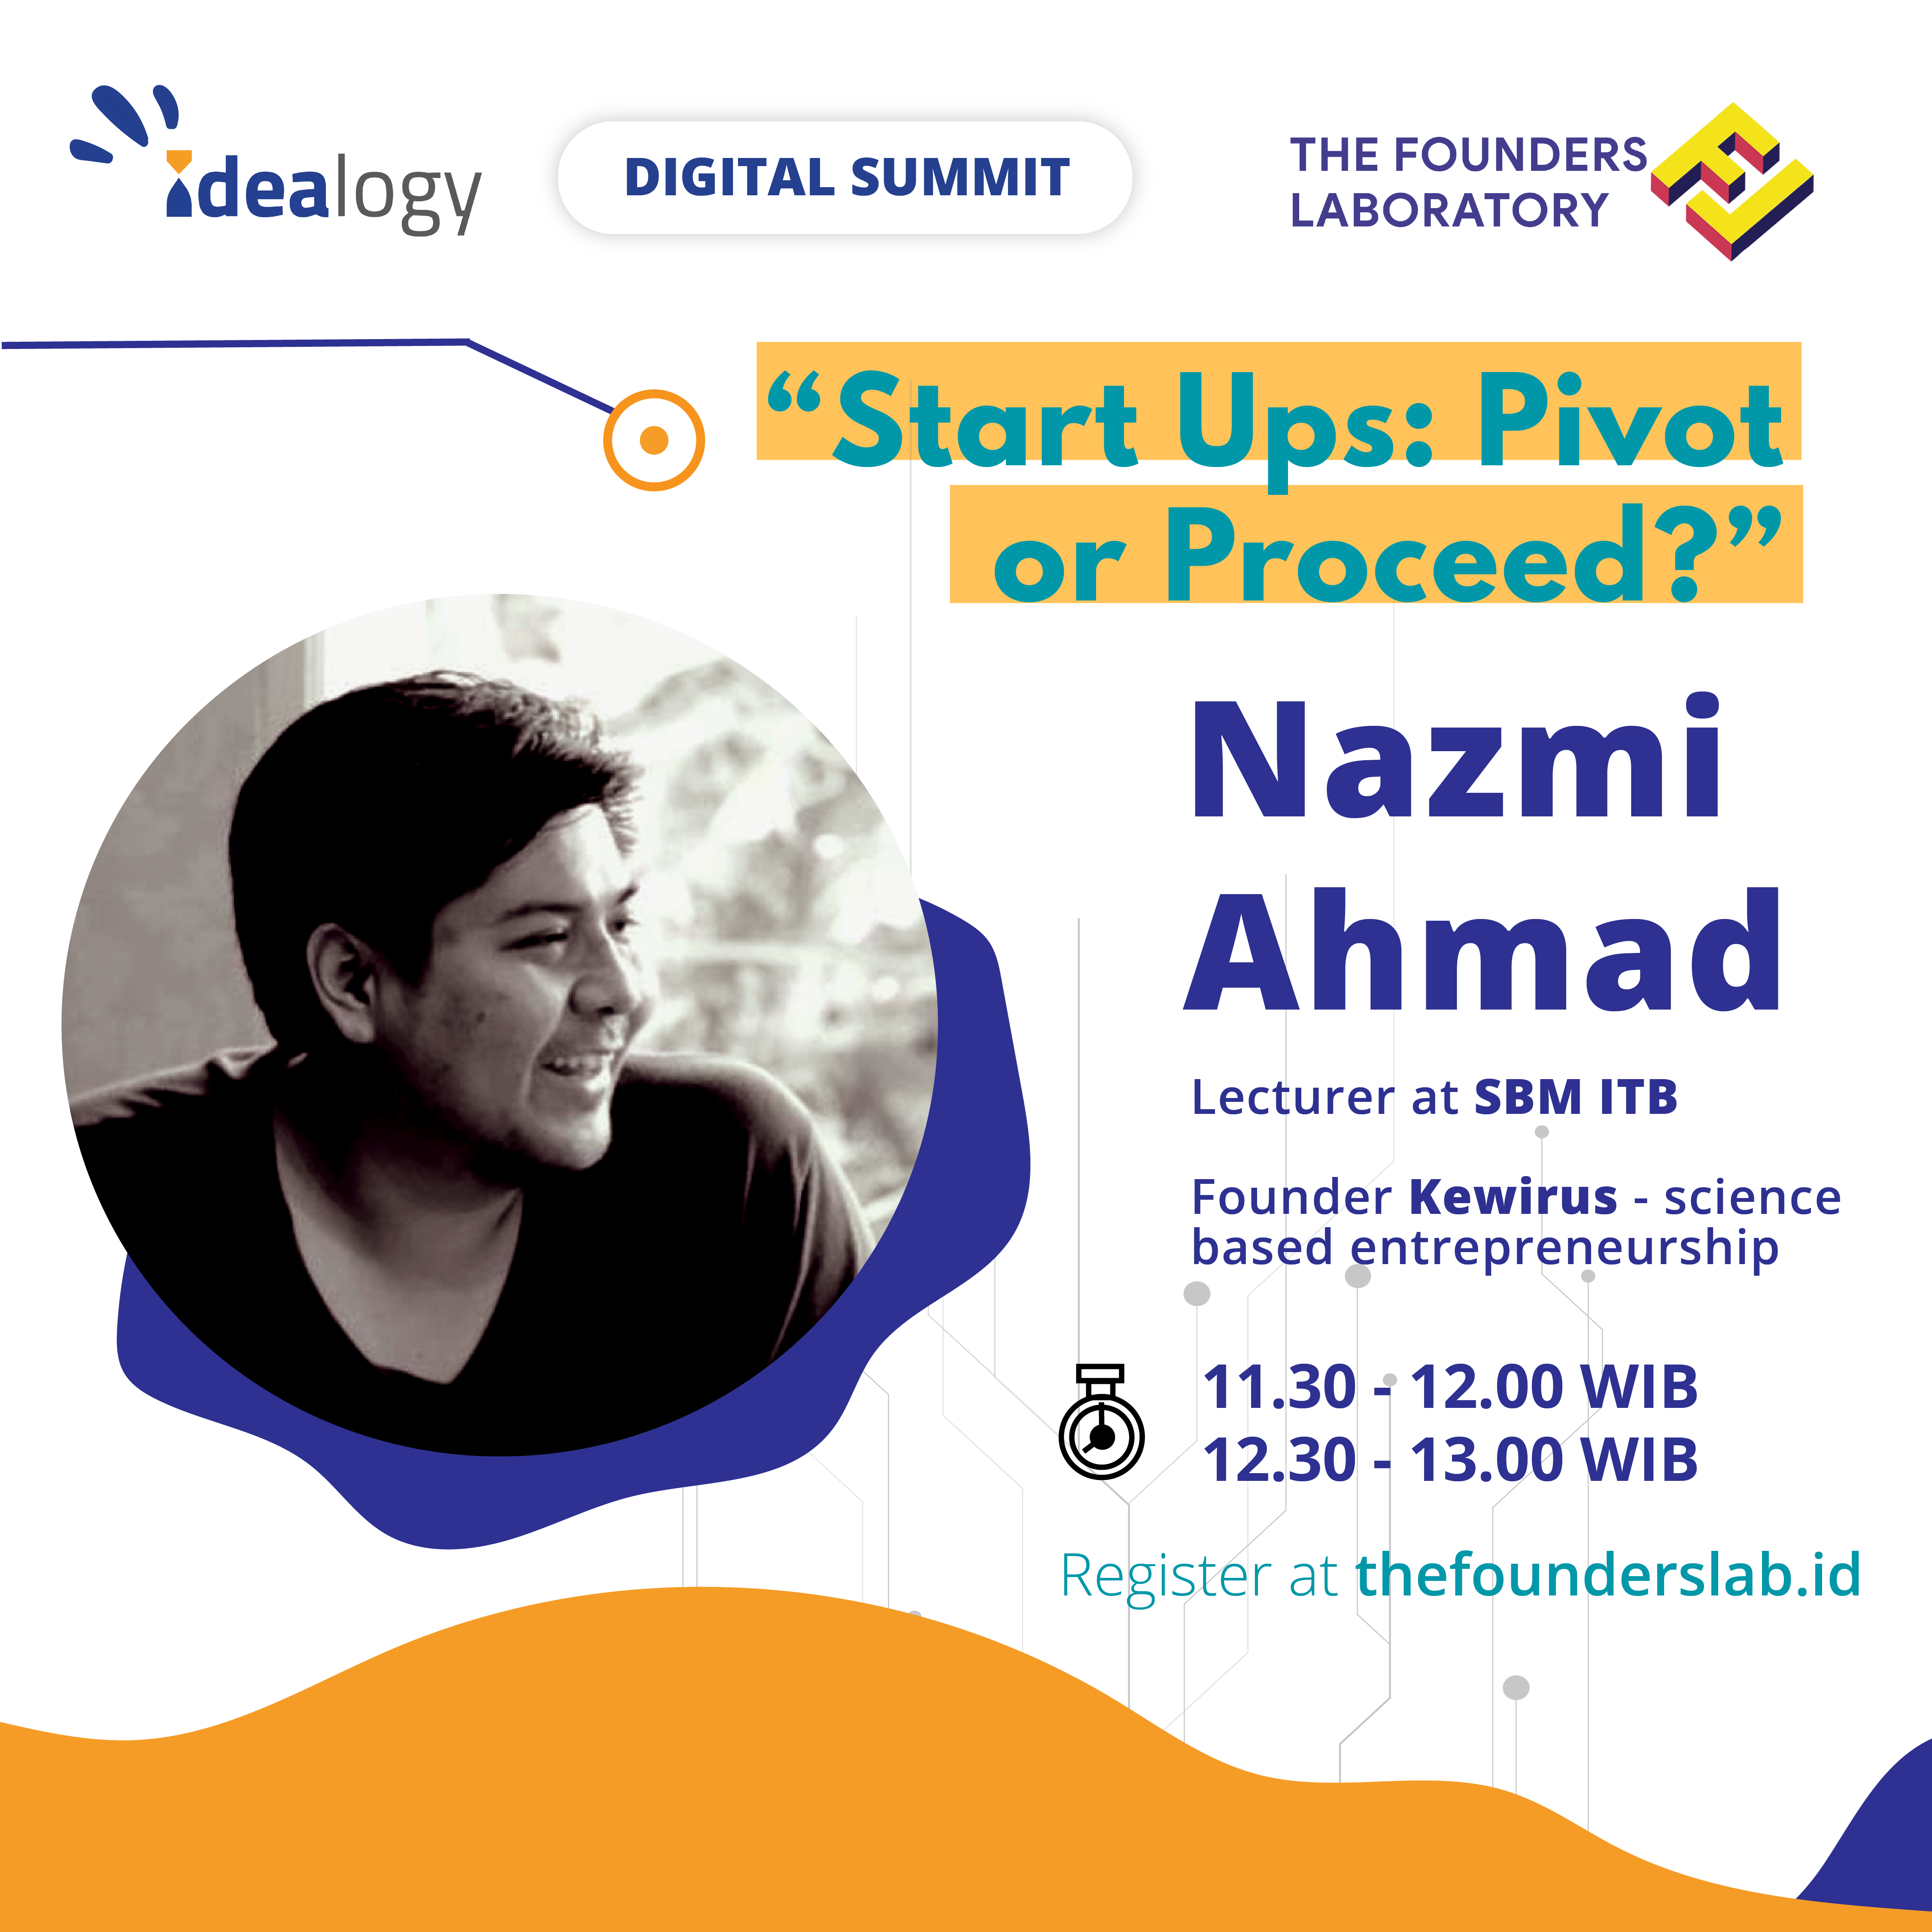 idealogy
DIGITAL SUMMIT
THE FOUNDERS
LABORATORY
“Start Ups: Pivot
or Proceed?”
Nazmi
Ahmad
Lecturer at SBM ITB
Founder Kewirus - science
based entrepreneurship
11.30 - 12.00 WIB
12.30 - 13.00 WIB
Register at thefounderslab.id